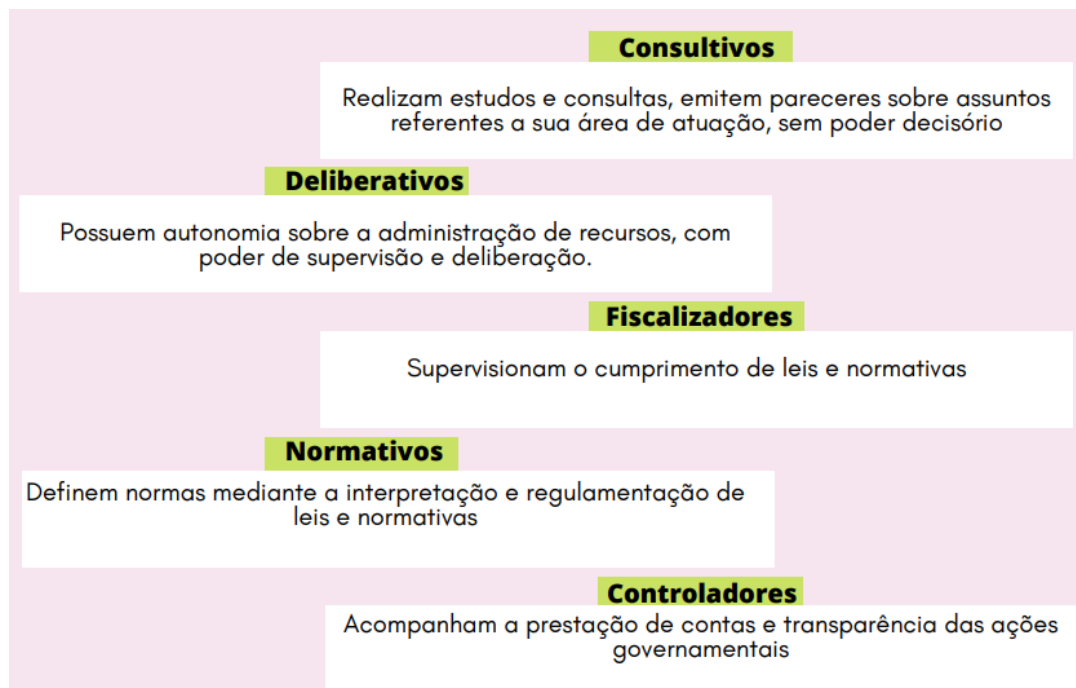 Consultivos
Realizam estudos e consultas, emitem pareceres sobre assuntos
referentes a sua área de atuação, sem poder decisório
Deliberativos
Possuem autonomia sobre a administração de recursos, com
poder de supervisão e deliberação.
Fiscalizadores
Supervisionam o cumprimento de leis e normativas
Normativos
Definem normas mediante a interpretação e regulamentação de
leis e normativas
Controladores
Acompanham a prestação de contas e transparência das ações
governamentais